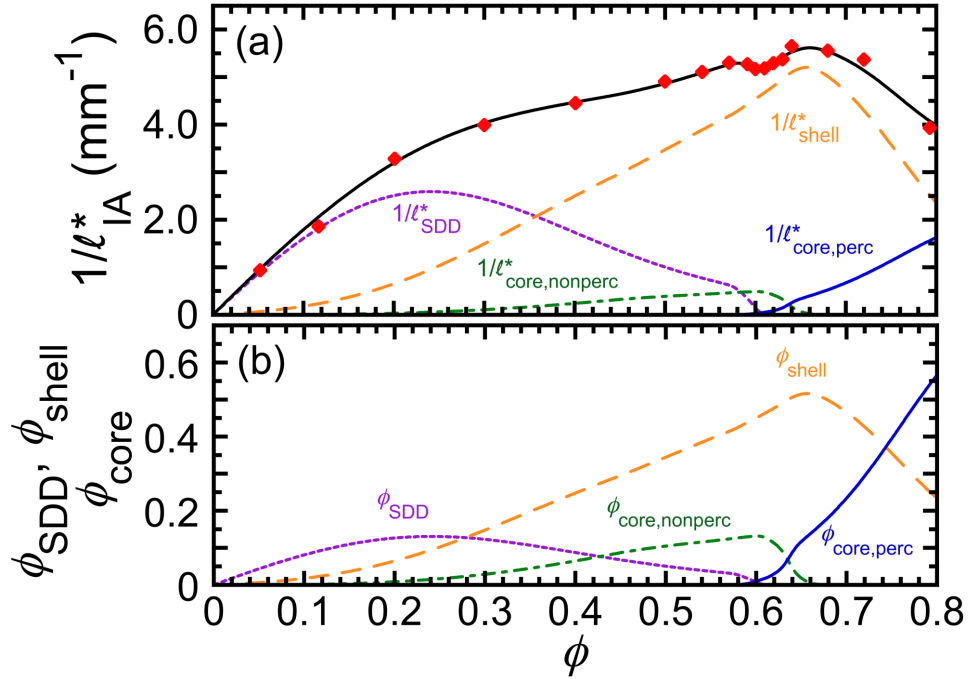 (a)
6.0
4.0
2.0
0
1/ℓ*IA (mm⁻¹)
1/ℓ*shell
1/ℓ*SDD
1/ℓ*core,perc
1/ℓ*core,nonperc
(b)
0.6
0.4
0.2
0
ϕSDD, ϕshell
ϕcore
ϕshell
ϕSDD
ϕcore,nonperc
ϕcore,perc
0 0.1 0.2 0.3 0.4 0.5 0.6 0.7 0.8
ϕ